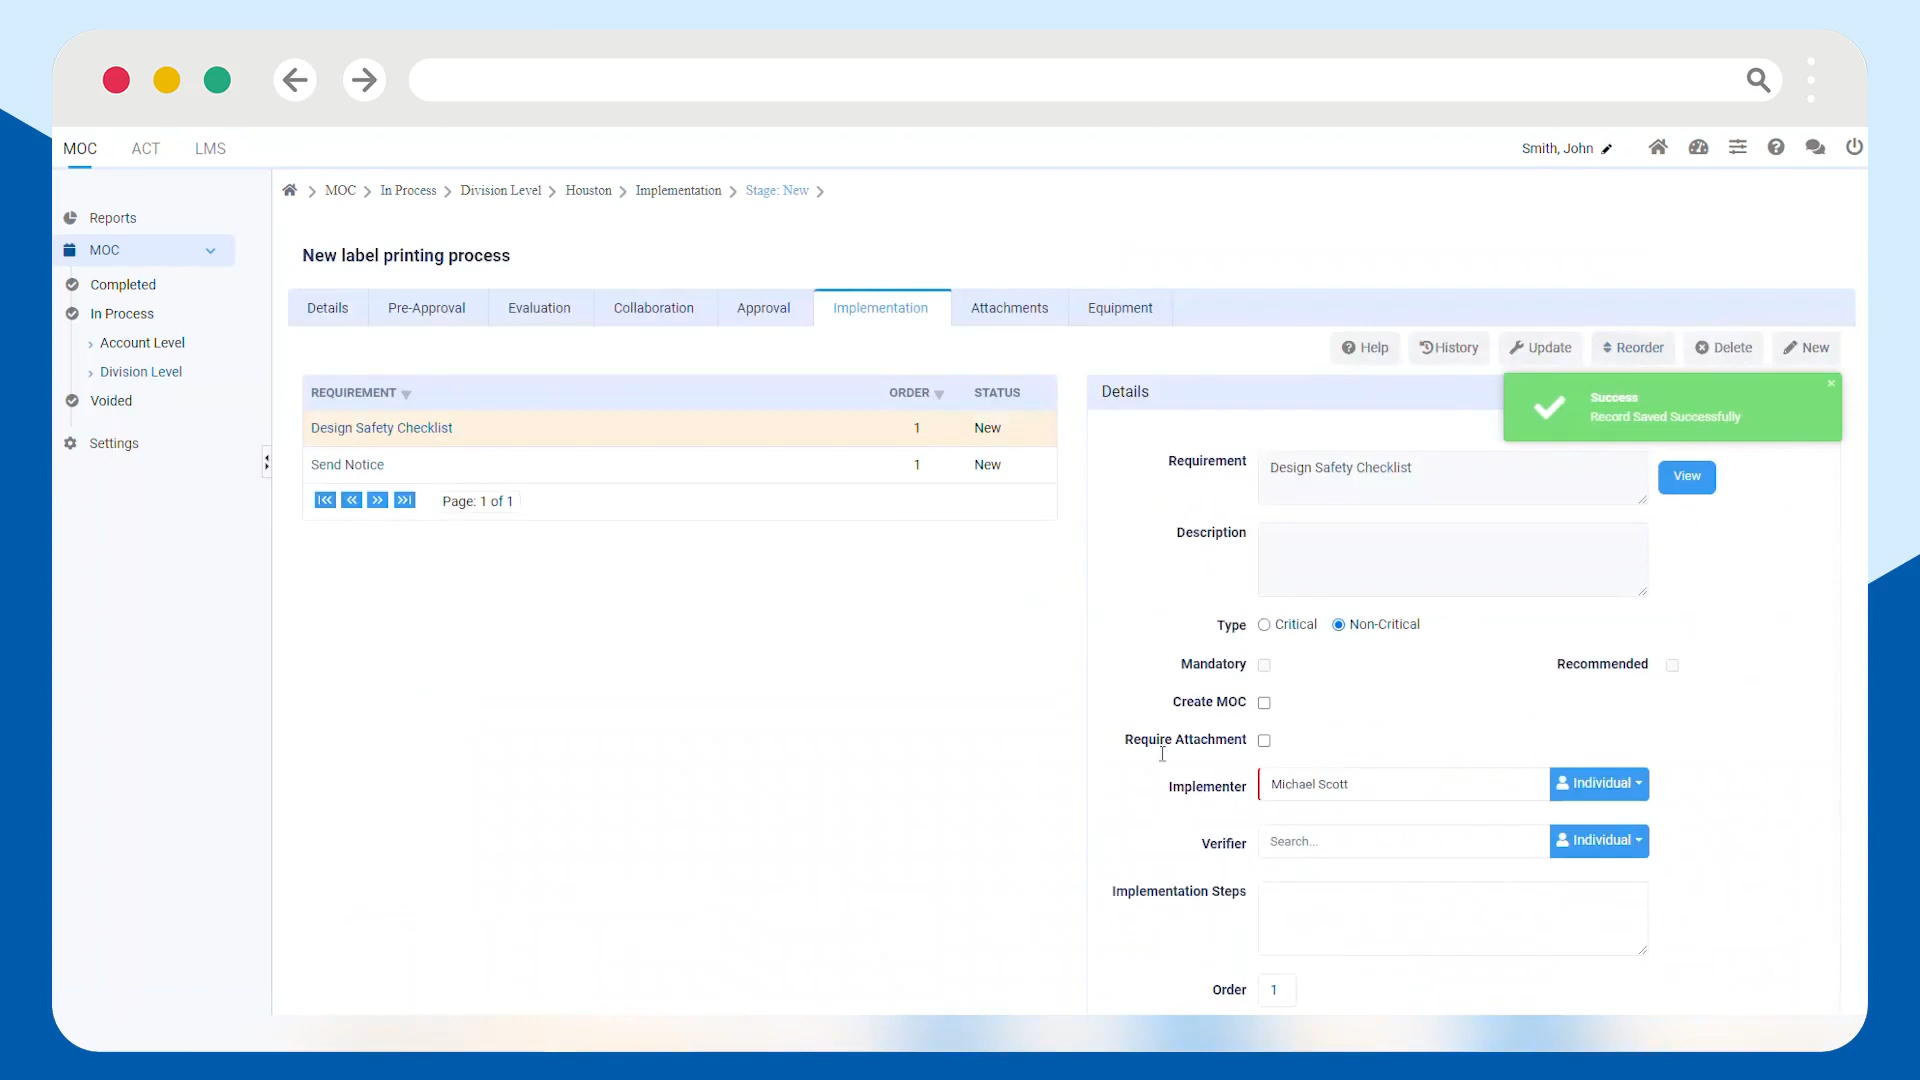 MOC ACT LMS Smith, John
MOC In Process Division Level Houston Implementation Stage: New
Reports
MOC
Completed
In Process
Account Level
Division Level
Voided
Settings
New label printing process
Details Pre-Approval Evaluation Collaboration Approval Implementation Attachments Equipment
Help History Update Reorder Delete New
REQUIREMENT ORDER STATUS
Design Safety Checklist 1 New
Send Notice 1 New
Page: 1 of 1
Details
Success
Record Saved Successfully
Requirement Design Safety Checklist View
Description
Type Critical Non-Critical
Mandatory Recommended
Create MOC
Require Attachment
Implementer Michael Scott Individual
Verifier Search... Individual
Implementation Steps
Order 1